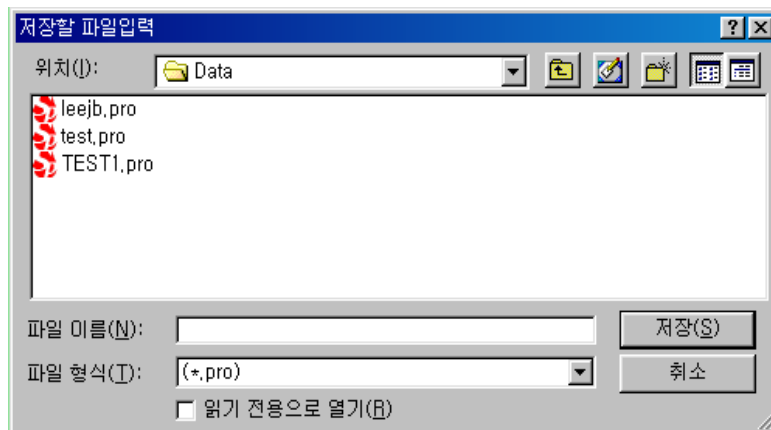 저장할 파일입력
위치(I): Data
leejb.pro
test.pro
TEST1.pro
파일 이름(N): 저장(S)
파일 형식(T): (*.pro) 취소
읽기 전용으로 열기(R)